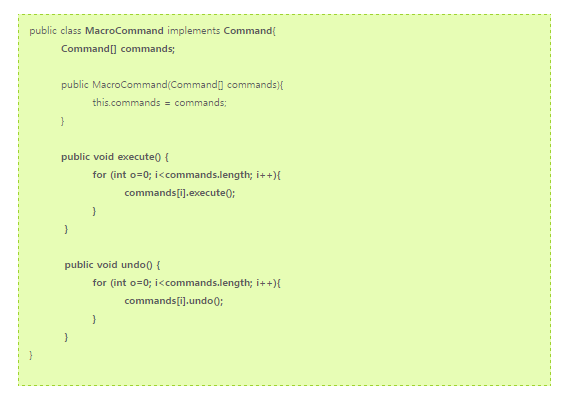 public class MacroCommand implements Command{
Command[] commands;
public MacroCommand(Command[] commands){
this.commands = commands;
}
public void execute() {
for (int o=0; i<commands.length; i++){
commands[i].execute();
}
}
public void undo() {
for (int o=0; i<commands.length; i++){
commands[i].undo();
}
}
}